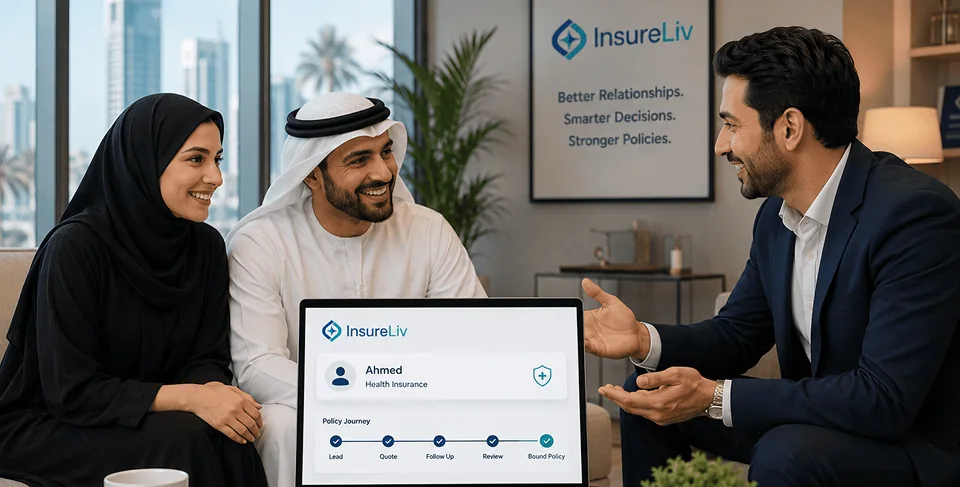 InsureLiv
Better Relationships.
Smarter Decisions.
Stronger Policies.
InsureLiv
Ahmed
Health Insurance
Policy Journey
Lead Quote Follow Up Review Bound Policy